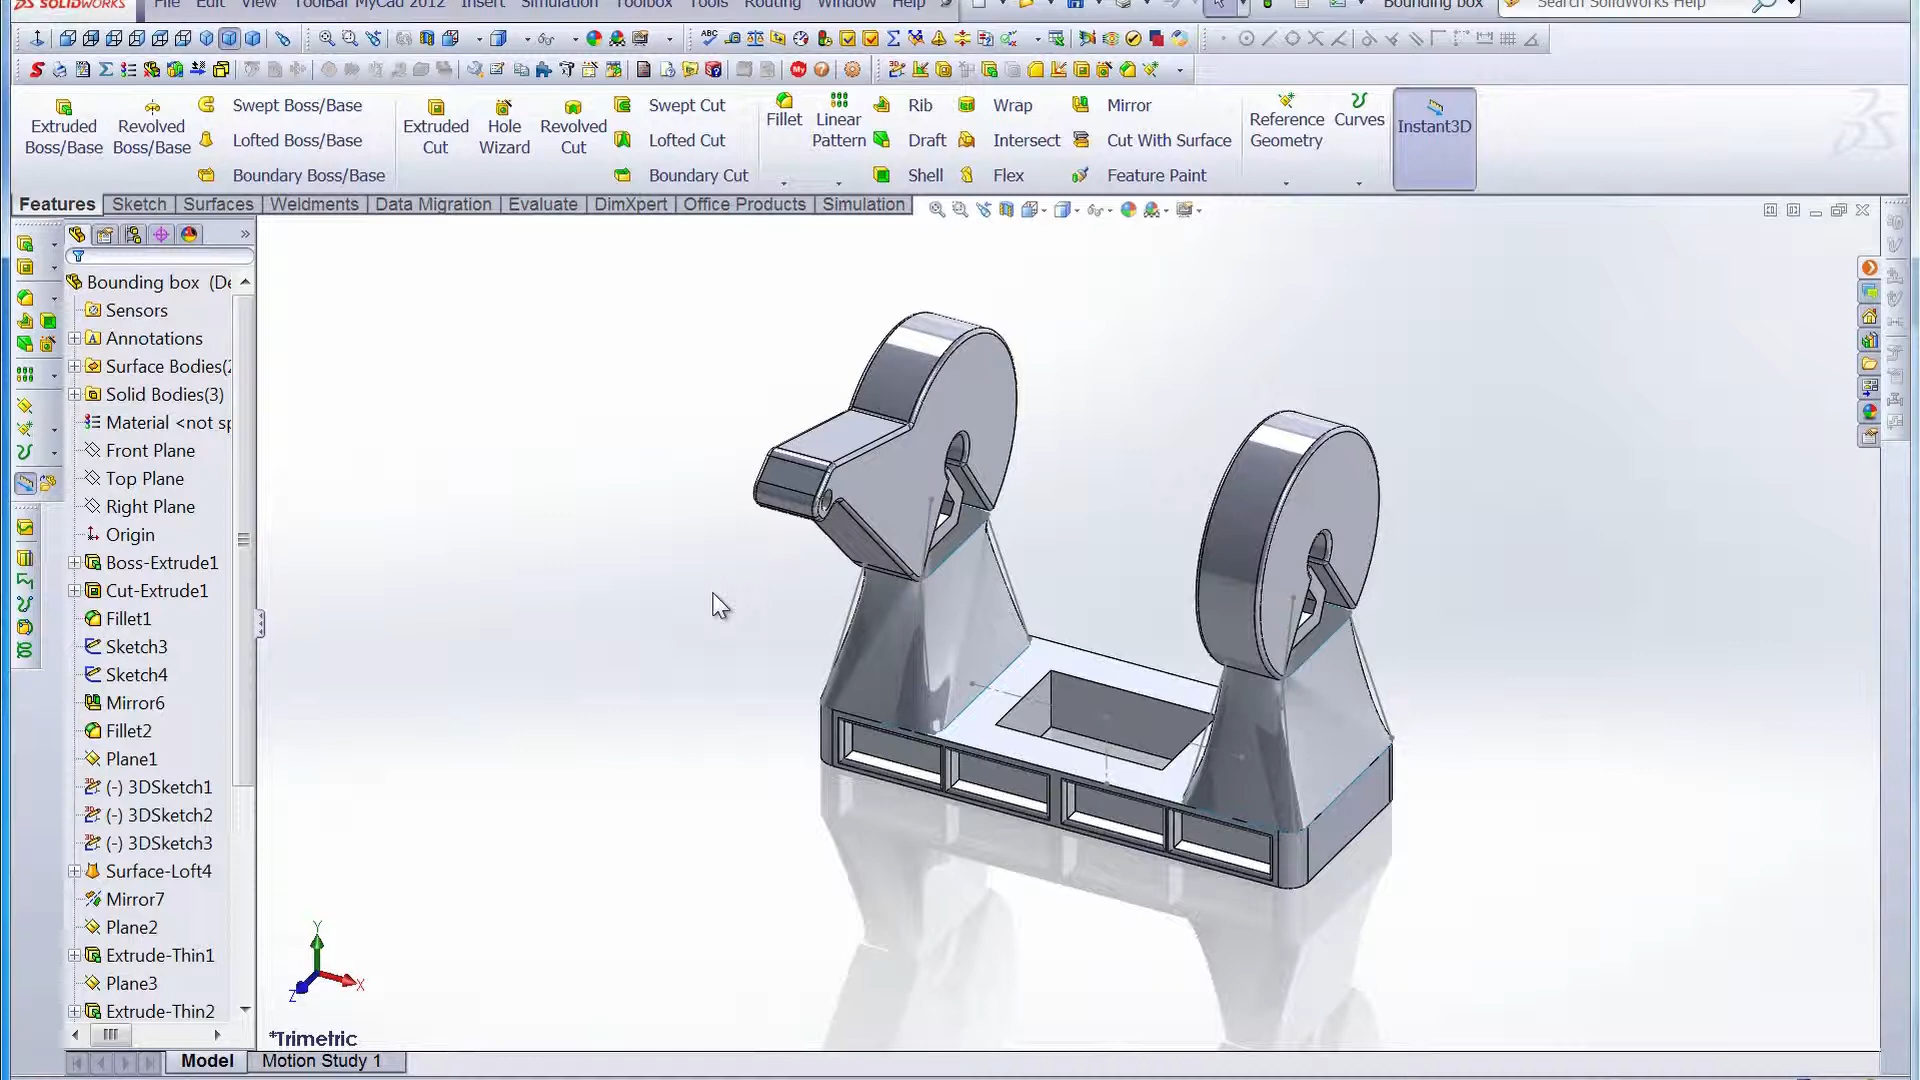 SOLIDWORKS File Edit View ToolBar MyCad 2012 Insert Simulation Toolbox Tools Routing Window Help Bounding box Search SolidWorks Help
Extruded Boss/Base
Revolved Boss/Base
Swept Boss/Base
Lofted Boss/Base
Boundary Boss/Base
Extruded Cut
Hole Wizard
Revolved Cut
Swept Cut
Lofted Cut
Boundary Cut
Fillet
Linear Pattern
Rib
Draft
Shell
Wrap
Intersect
Flex
Mirror
Cut With Surface
Feature Paint
Reference Geometry
Curves
Instant3D
Features Sketch Surfaces Weldments Data Migration Evaluate DimXpert Office Products Simulation
Bounding box (De
Sensors
Annotations
Surface Bodies(2
Solid Bodies(3)
Material <not sp
Front Plane
Top Plane
Right Plane
Origin
Boss-Extrude1
Cut-Extrude1
Fillet1
Sketch3
Sketch4
Mirror6
Fillet2
Plane1
(-) 3DSketch1
(-) 3DSketch2
(-) 3DSketch3
Surface-Loft4
Mirror7
Plane2
Extrude-Thin1
Plane3
Extrude-Thin2
Y
X
Z
*Trimetric
Model Motion Study 1